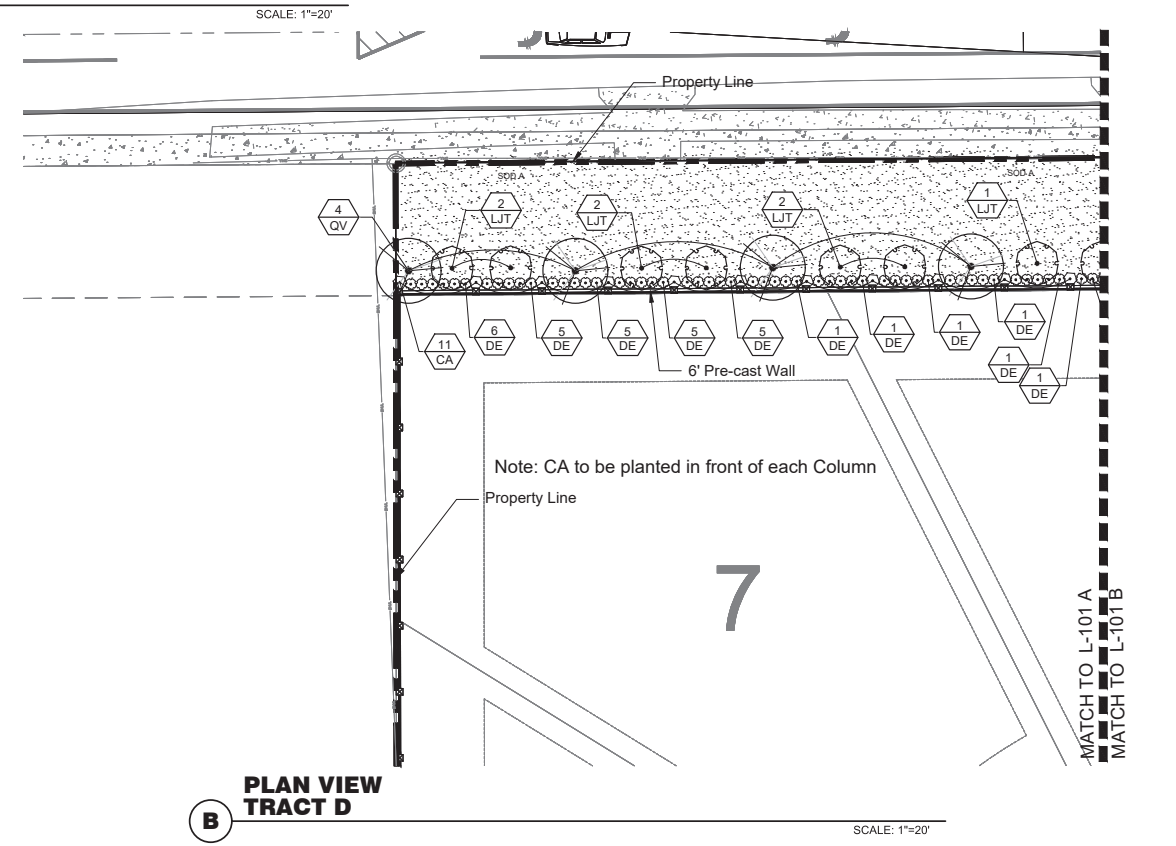 SCALE: 1"=20'
Property Line
SOD A
SOD A
4
QV
2
LJT
2
LJT
2
LJT
1
LJT
11
CA
6
DE
5
DE
5
DE
5
DE
5
DE
1
DE
1
DE
1
DE
1
DE
1
DE
1
DE
6' Pre-cast Wall
Note: CA to be planted in front of each Column
Property Line
7
MATCH TO L-101 A
MATCH TO L-101 B
B
PLAN VIEW
TRACT D
SCALE: 1"=20'